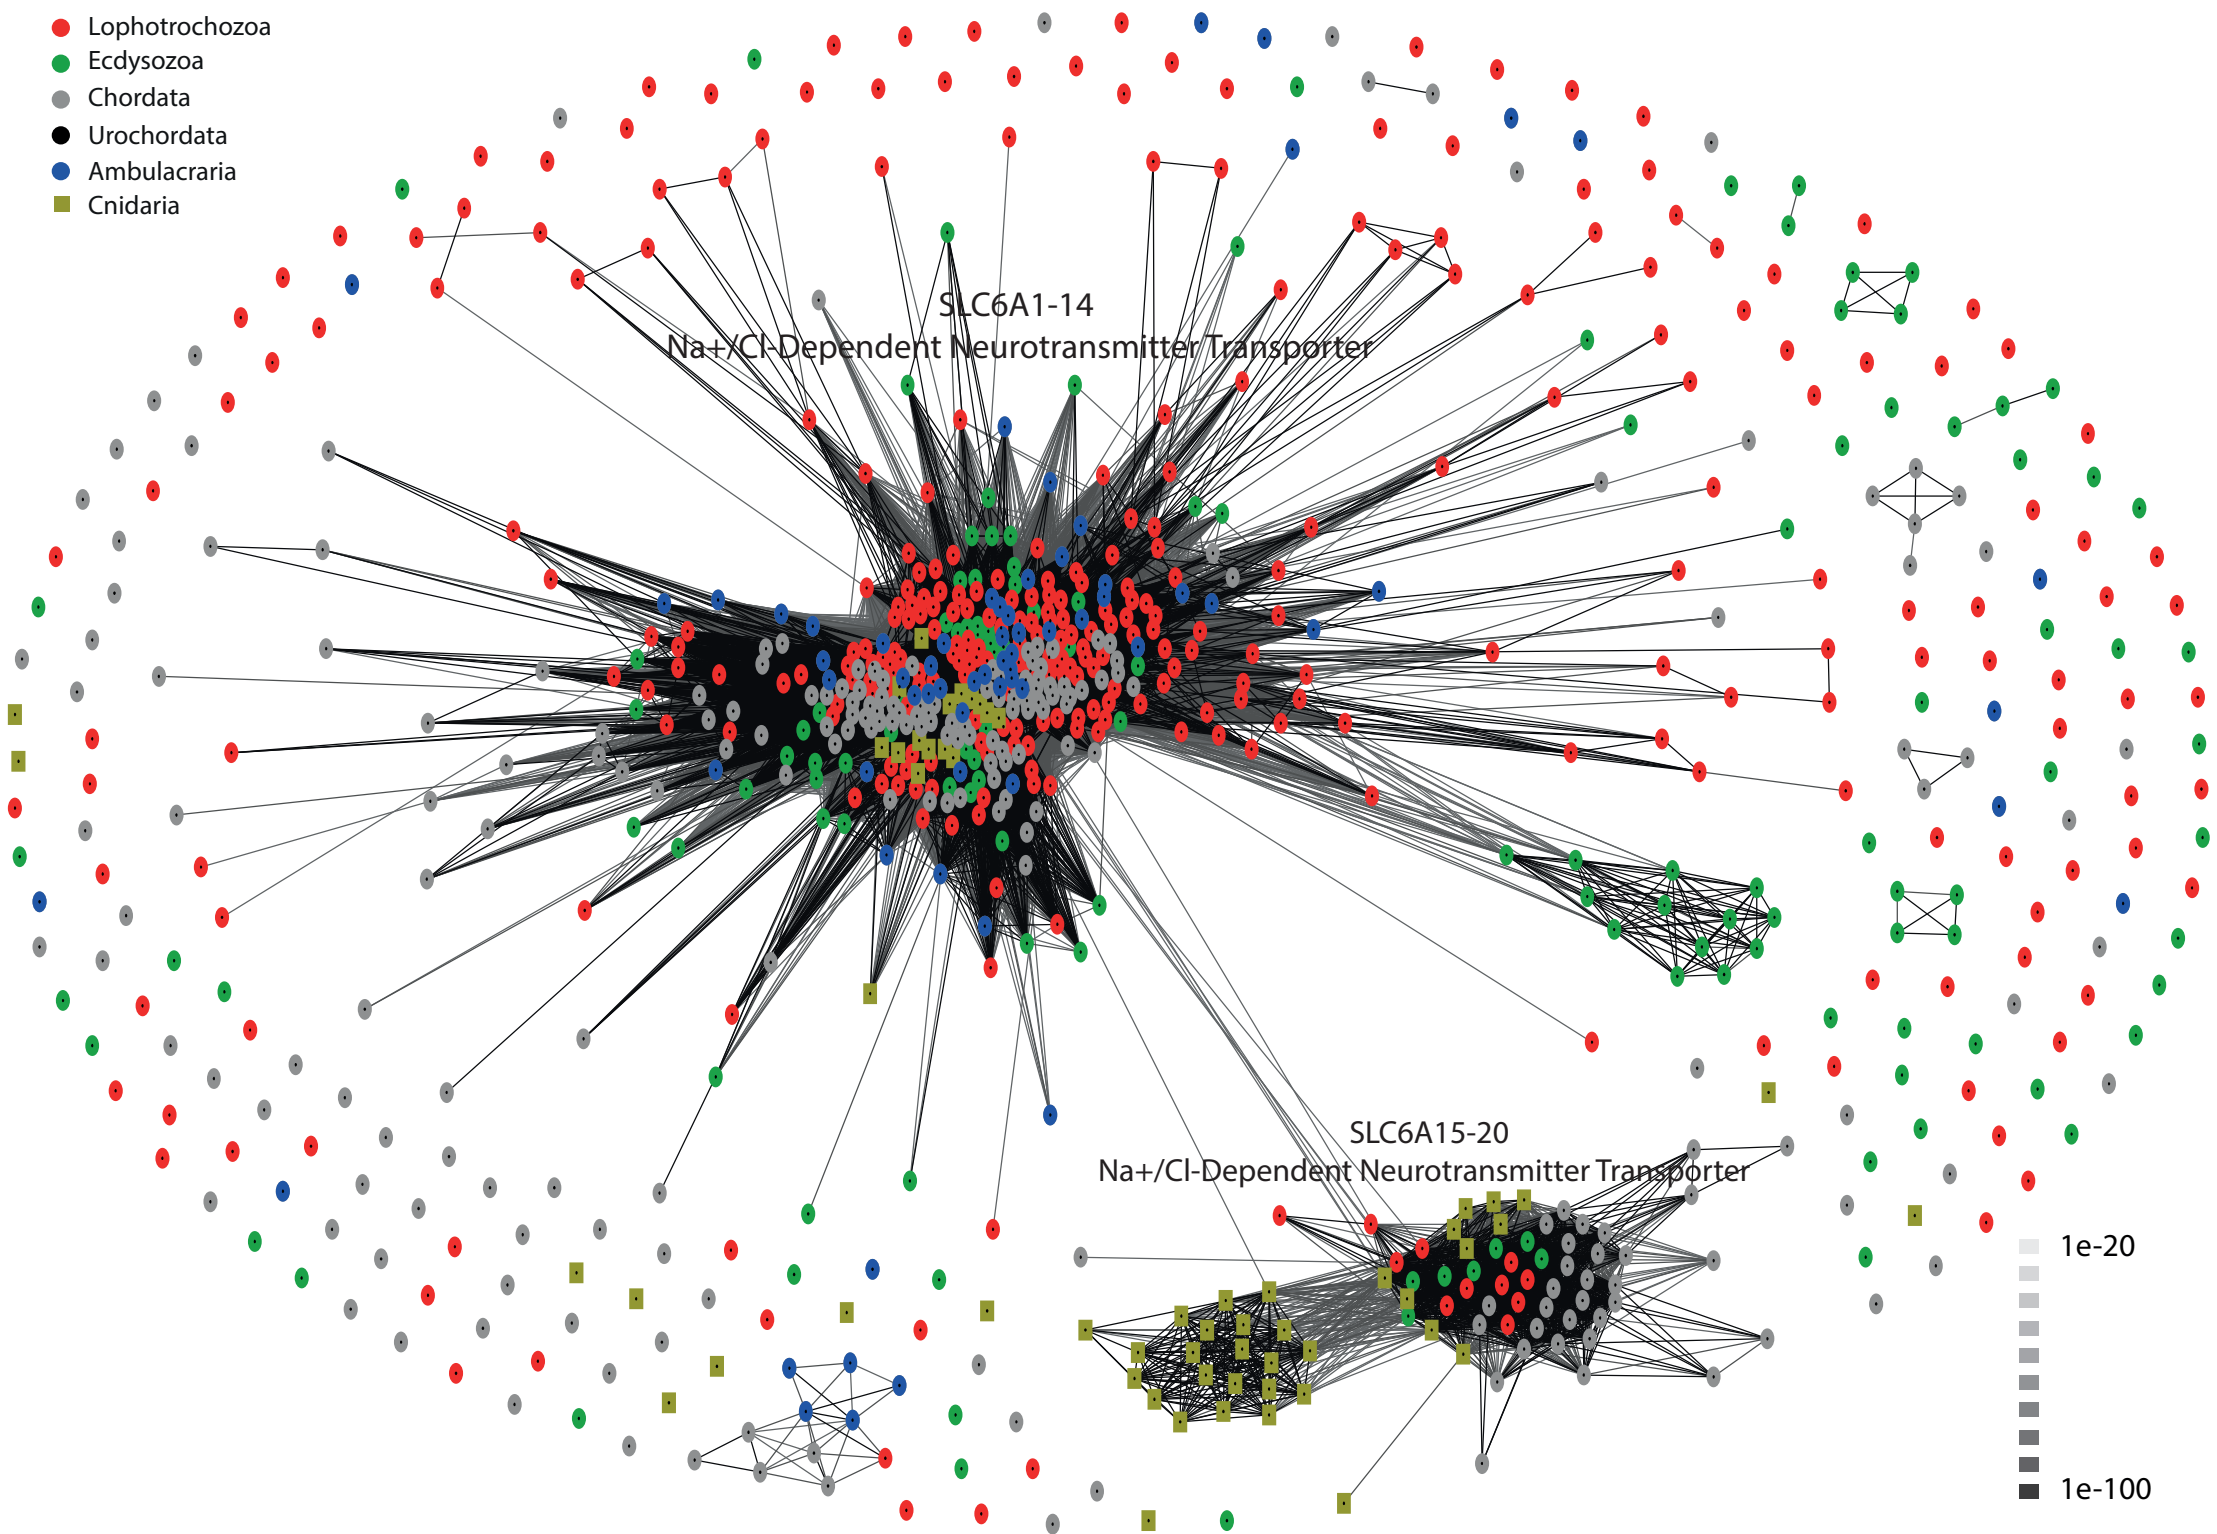 Lophotrochozoa
Ecdysozoa
Chordata
Urochordata
Ambulacraria
Cnidaria
SLC6A1-14
Na+/Cl-Dependent Neurotransmitter Transporter
SLC6A15-20
Na+/Cl-Dependent Neurotransmitter Transporter
1e-20
1e-100